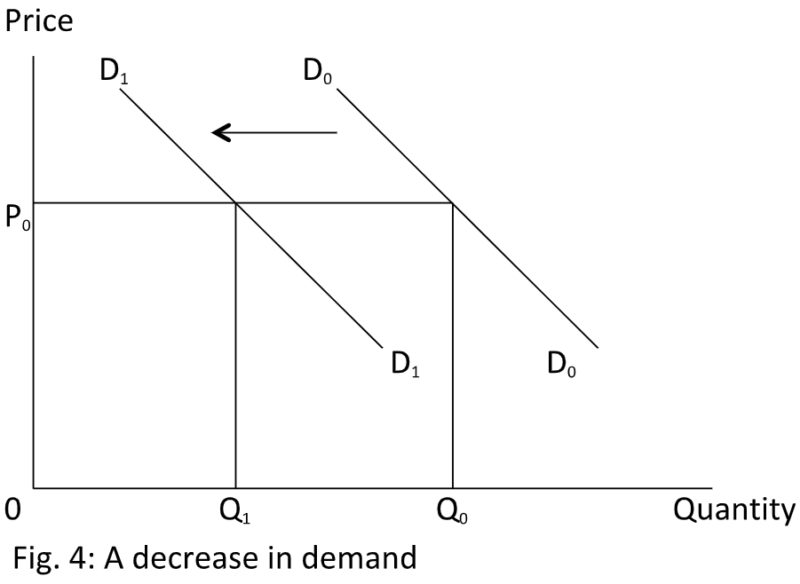 Price
D₁ D₀
P₀
D₁ D₀
0 Q₁ Q₀ Quantity
Fig. 4: A decrease in demand